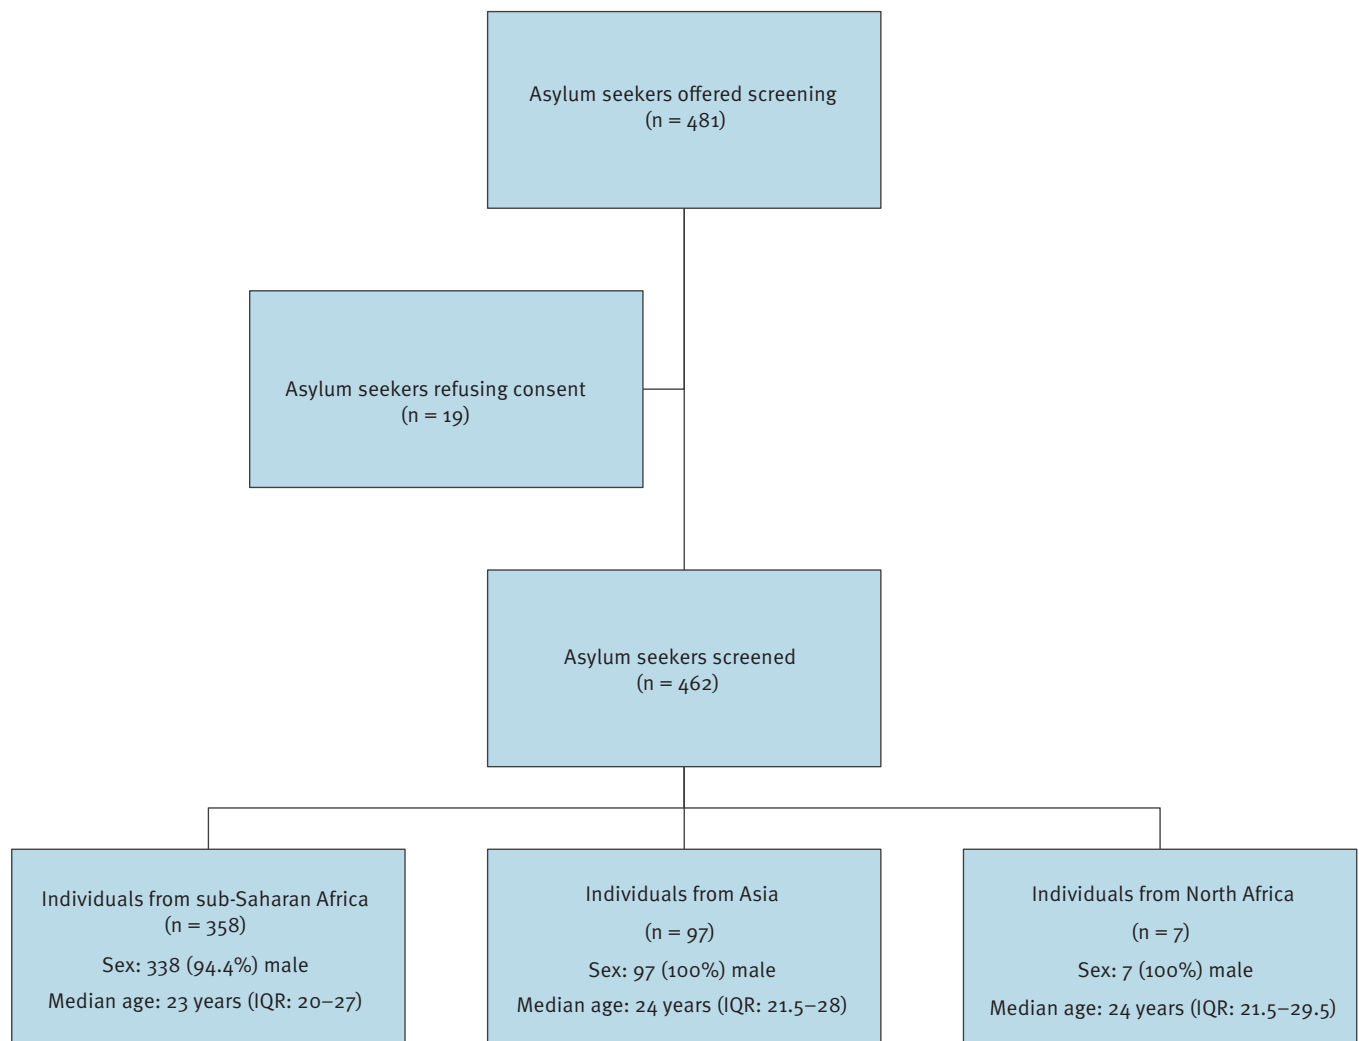 Asylum seekers offered screening
(n = 481)
Asylum seekers refusing consent
(n = 19)
Asylum seekers screened
(n = 462)
Individuals from sub-Saharan Africa
(n = 358)
Sex: 338 (94.4%) male
Median age: 23 years (IQR: 20–27)
Individuals from Asia
(n = 97)
Sex: 97 (100%) male
Median age: 24 years (IQR: 21.5–28)
Individuals from North Africa
(n = 7)
Sex: 7 (100%) male
Median age: 24 years (IQR: 21.5–29.5)